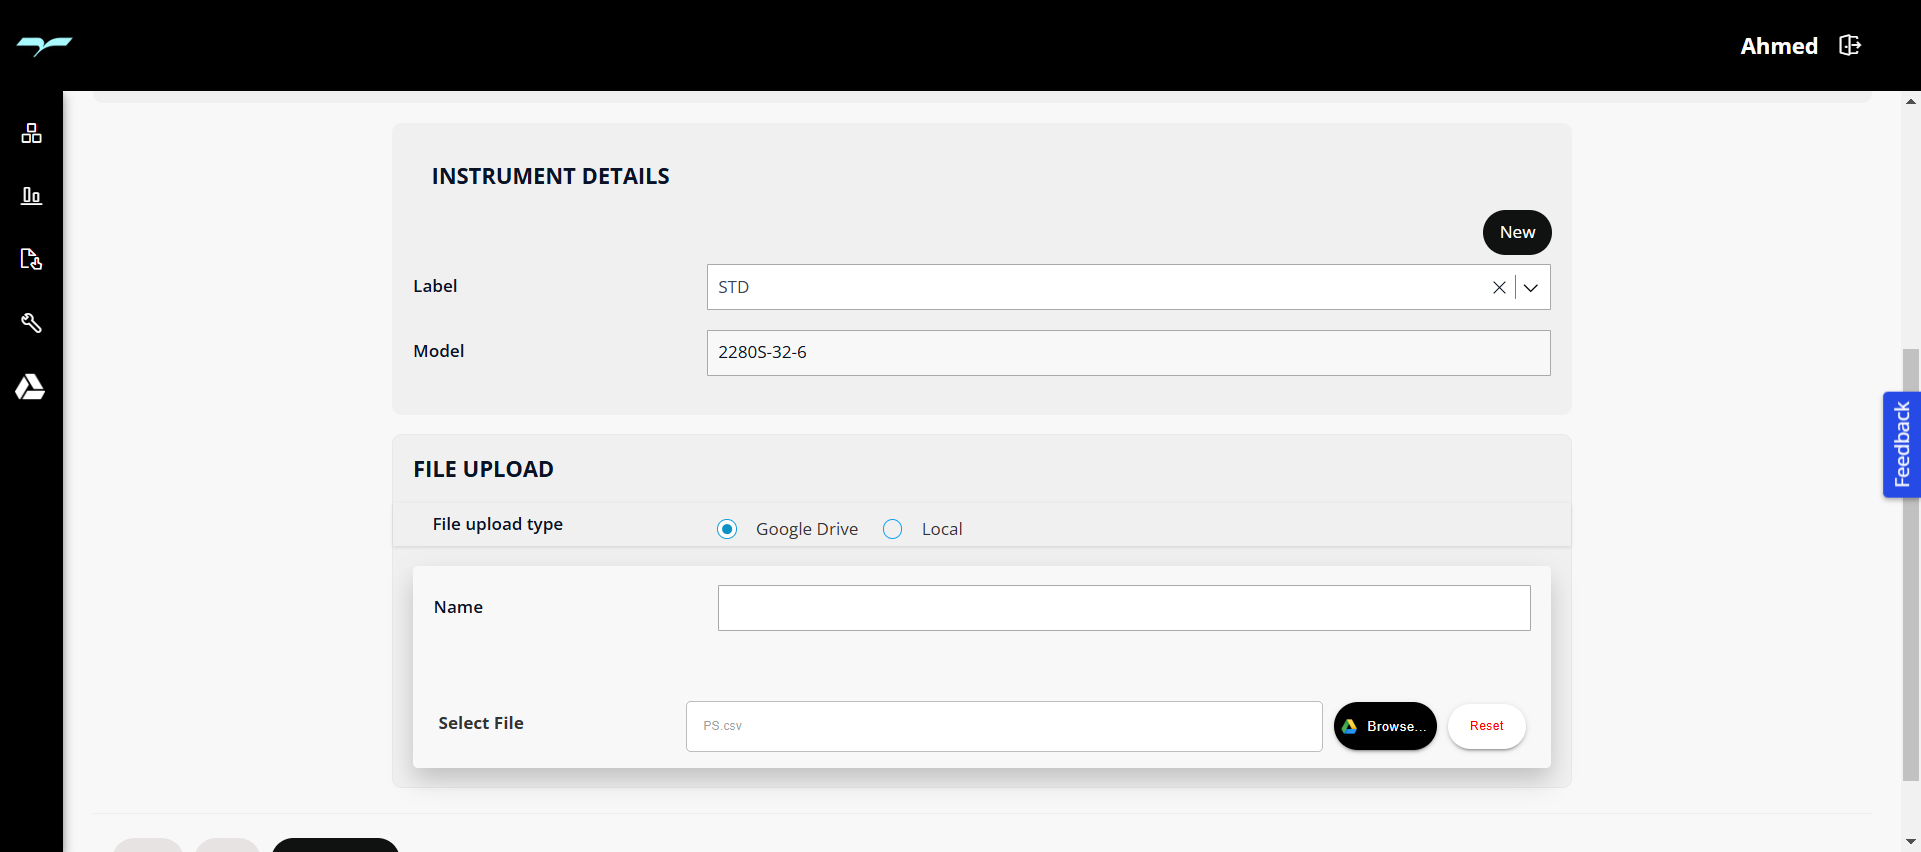 Ahmed
INSTRUMENT DETAILS
New
Label
STD
Model
2280S-32-6
Feedback
FILE UPLOAD
File upload type
Google Drive
Local
Name
Select File
PS.csv
Browse...
Reset